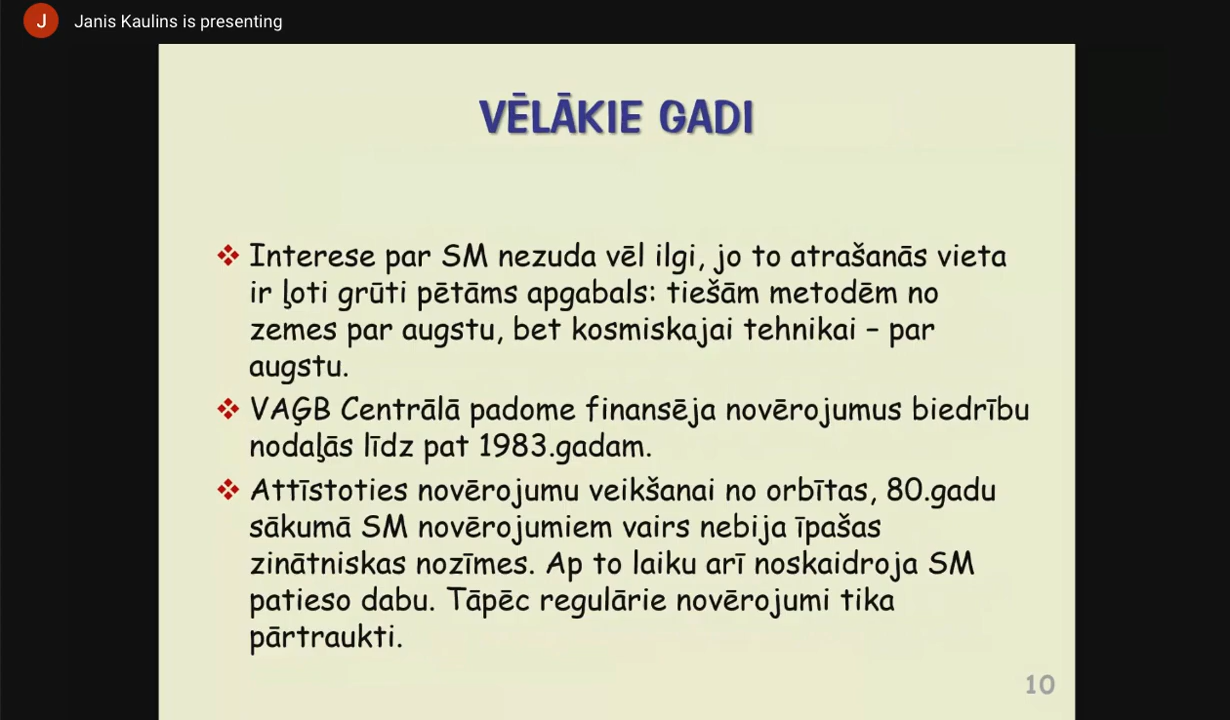 J
Janis Kaulins is presenting
VĒLĀKIE GADI
❖ Interese par SM nezuda vēl ilgi, jo to atrašanās vieta
ir ļoti grūti pētāms apgabals: tiešām metodēm no
zemes par augstu, bet kosmiskajai tehnikai – par
augstu.
❖ VAĢB Centrālā padome finansēja novērojumus biedrību
nodaļās līdz pat 1983.gadam.
❖ Attīstoties novērojumu veikšanai no orbītas, 80.gadu
sākumā SM novērojumiem vairs nebija īpašas
zinātniskas nozīmes. Ap to laiku arī noskaidroja SM
patieso dabu. Tāpēc regulārie novērojumi tika
pārtraukti.
10